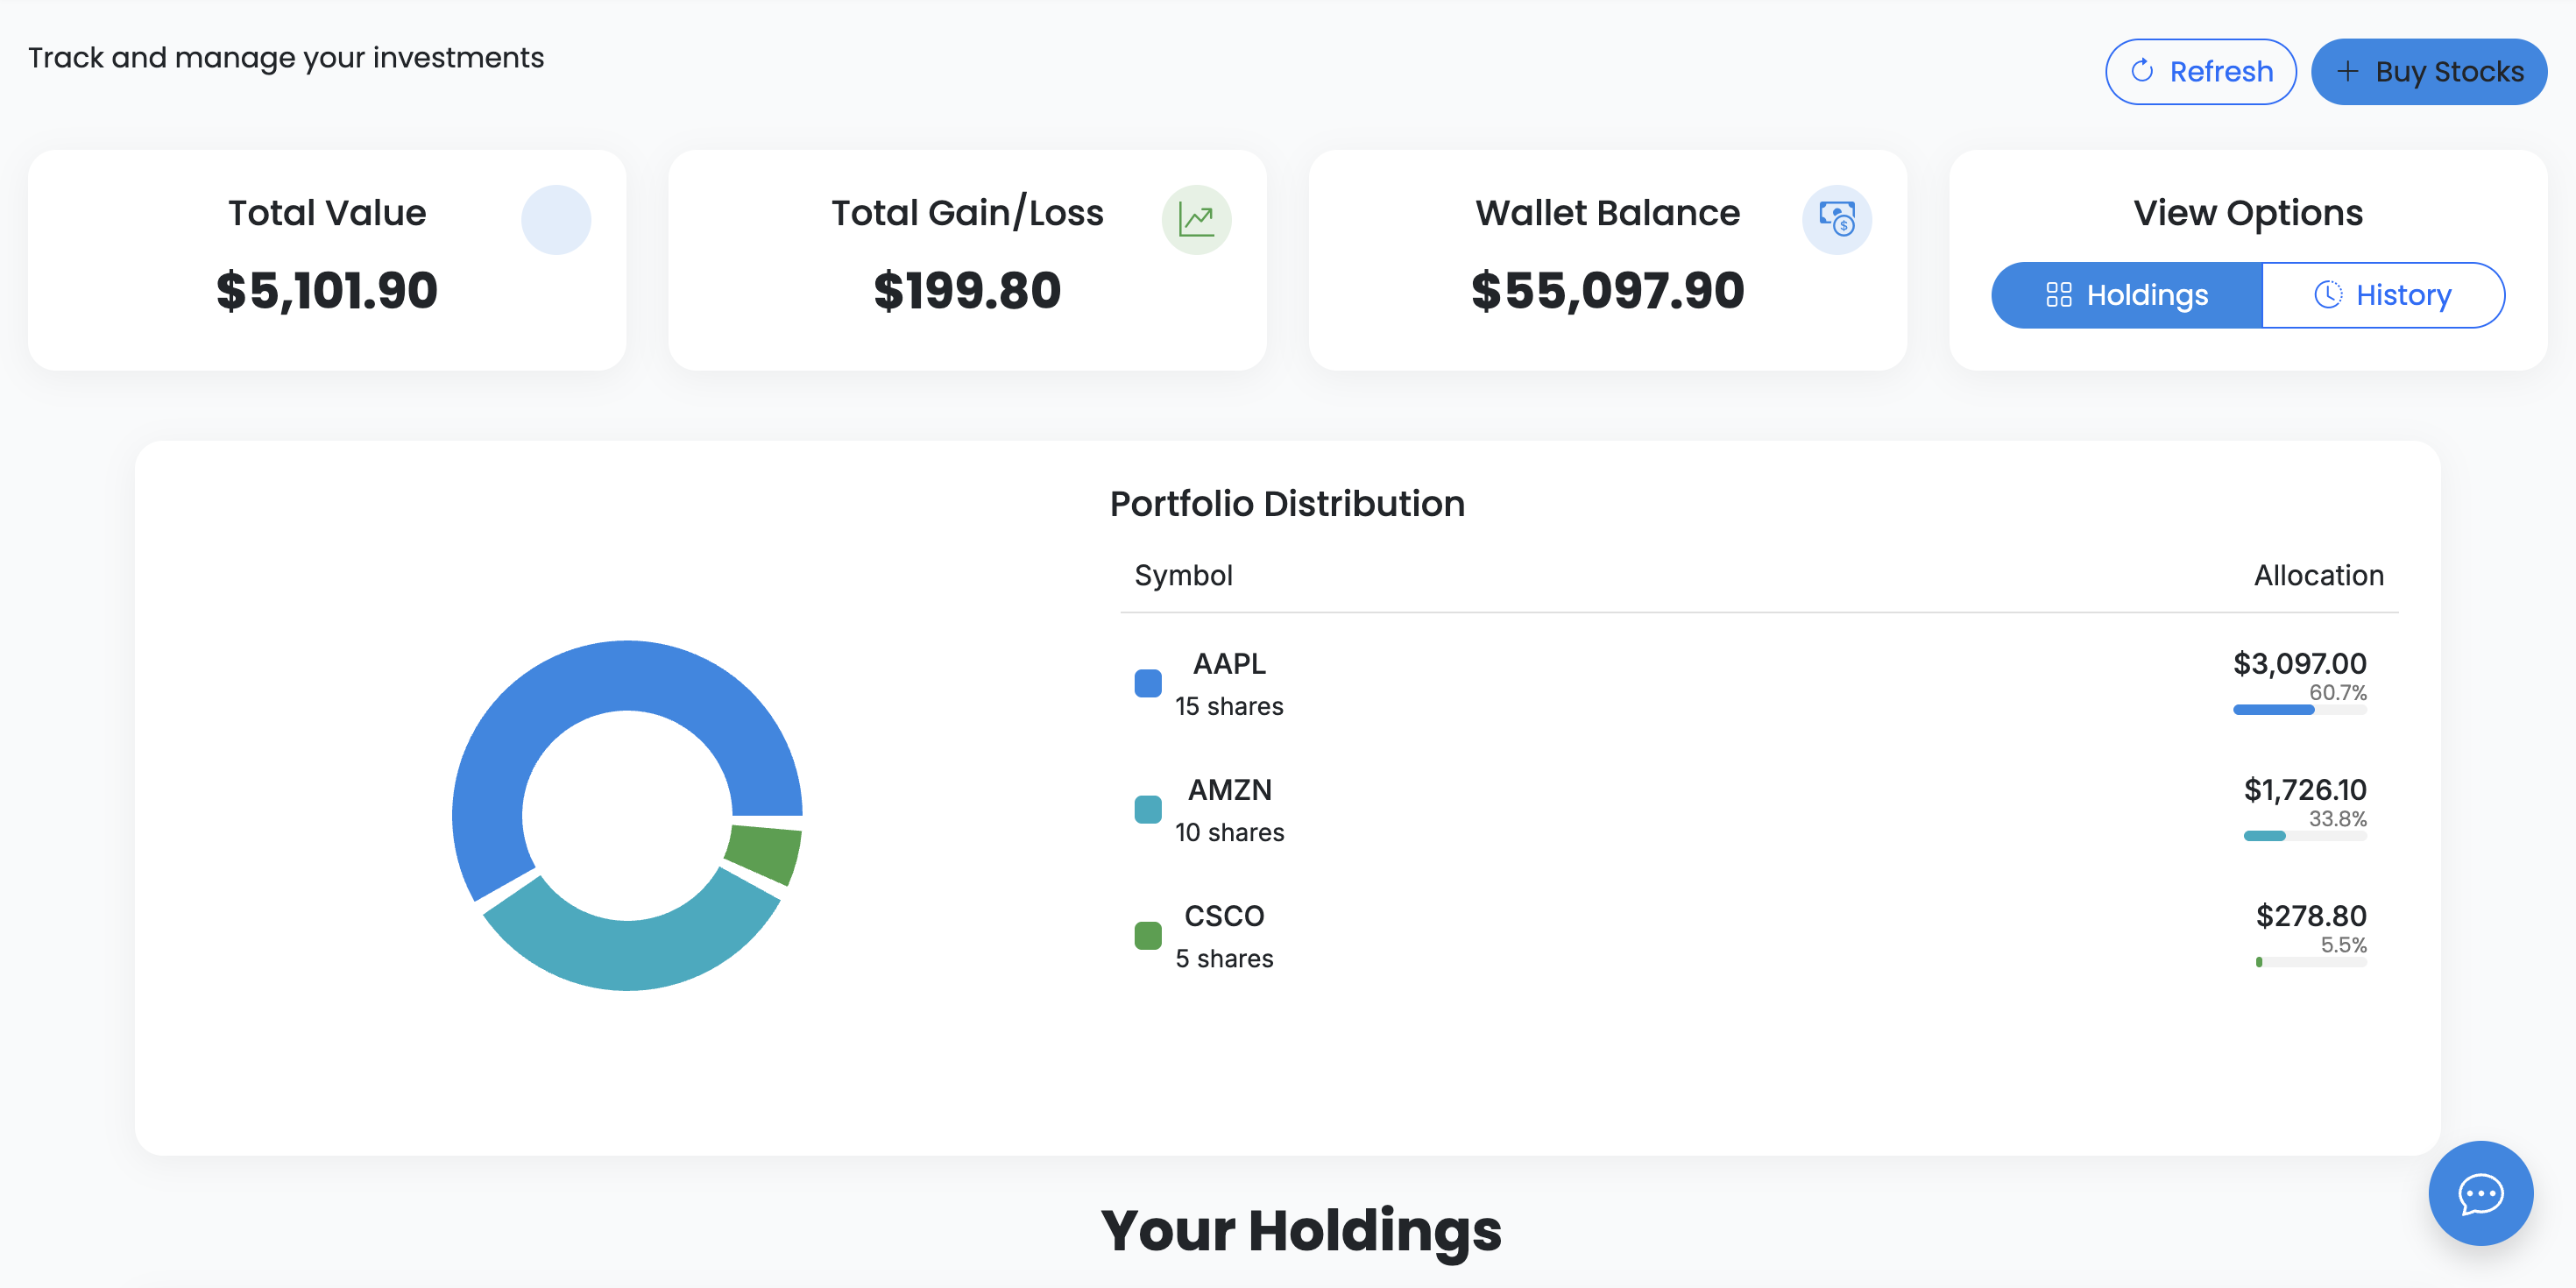 Track and manage your investments
Refresh
Buy Stocks
Total Value
$5,101.90
Total Gain/Loss
$199.80
Wallet Balance
$55,097.90
View Options
Holdings
History
Portfolio Distribution
Symbol Allocation
AAPL
15 shares
$3,097.00
60.7%
AMZN
10 shares
$1,726.10
33.8%
CSCO
5 shares
$278.80
5.5%
Your Holdings